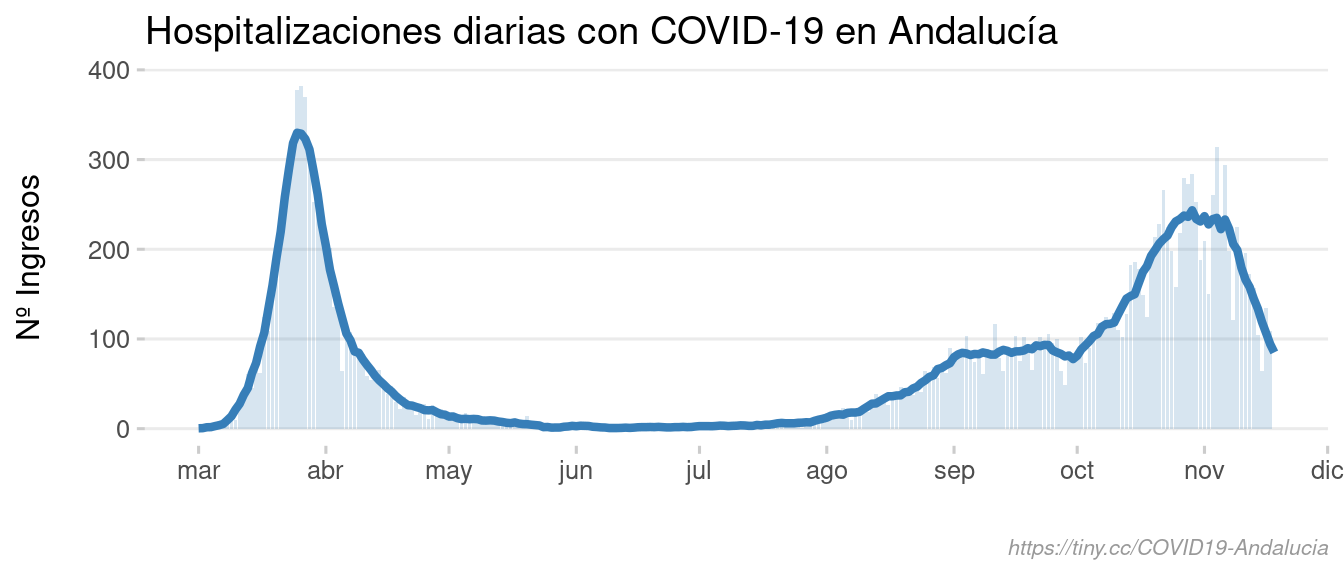 Hospitalizaciones diarias con COVID-19 en Andalucía
Nº Ingresos
400
300
200
100
0
mar abr may jun jul ago sep oct nov dic
https://tiny.cc/COVID19-Andalucia